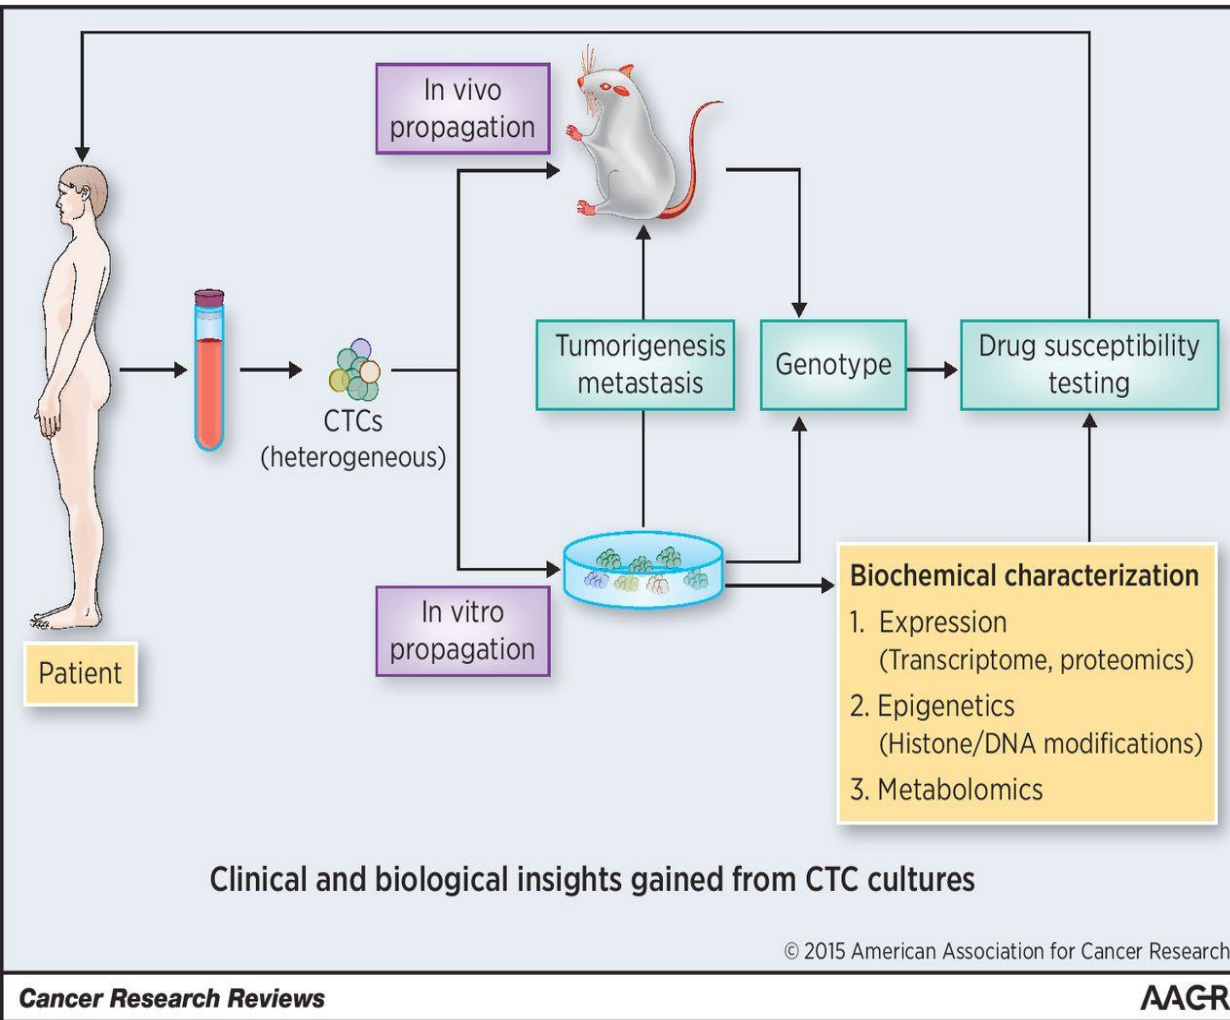 In vivo
propagation
Tumorigenesis
metastasis
Genotype
Drug susceptibility
testing
CTCs
(heterogeneous)
In vitro
propagation
Patient
Biochemical characterization
1. Expression
(Transcriptome, proteomics)
2. Epigenetics
(Histone/DNA modifications)
3. Metabolomics
Clinical and biological insights gained from CTC cultures
© 2015 American Association for Cancer Research
Cancer Research Reviews
AACR